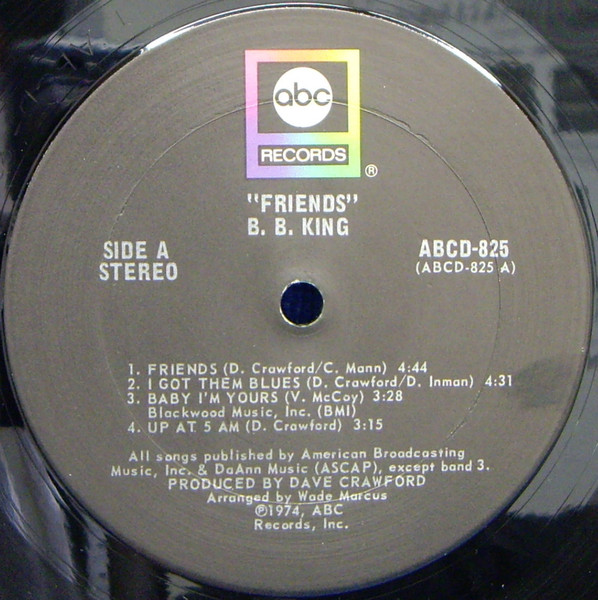 abc
RECORDS
®
"FRIENDS"
B. B. KING
SIDE A
STEREO
ABCD-825
(ABCD-825 A)
1. FRIENDS (D. Crawford/C. Mann) 4:44
2. I GOT THEM BLUES (D. Crawford/D. Inman) 4:31
3. BABY I'M YOURS (V. McCoy) 3:28
Blackwood Music, Inc. (BMI)
4. UP AT 5 AM (D. Crawford) 3:15
All songs published by American Broadcasting
Music, Inc. & DaAnn Music (ASCAP), except band 3.
PRODUCED BY DAVE CRAWFORD
Arranged by Wade Marcus
℗1974, ABC
Records, Inc.